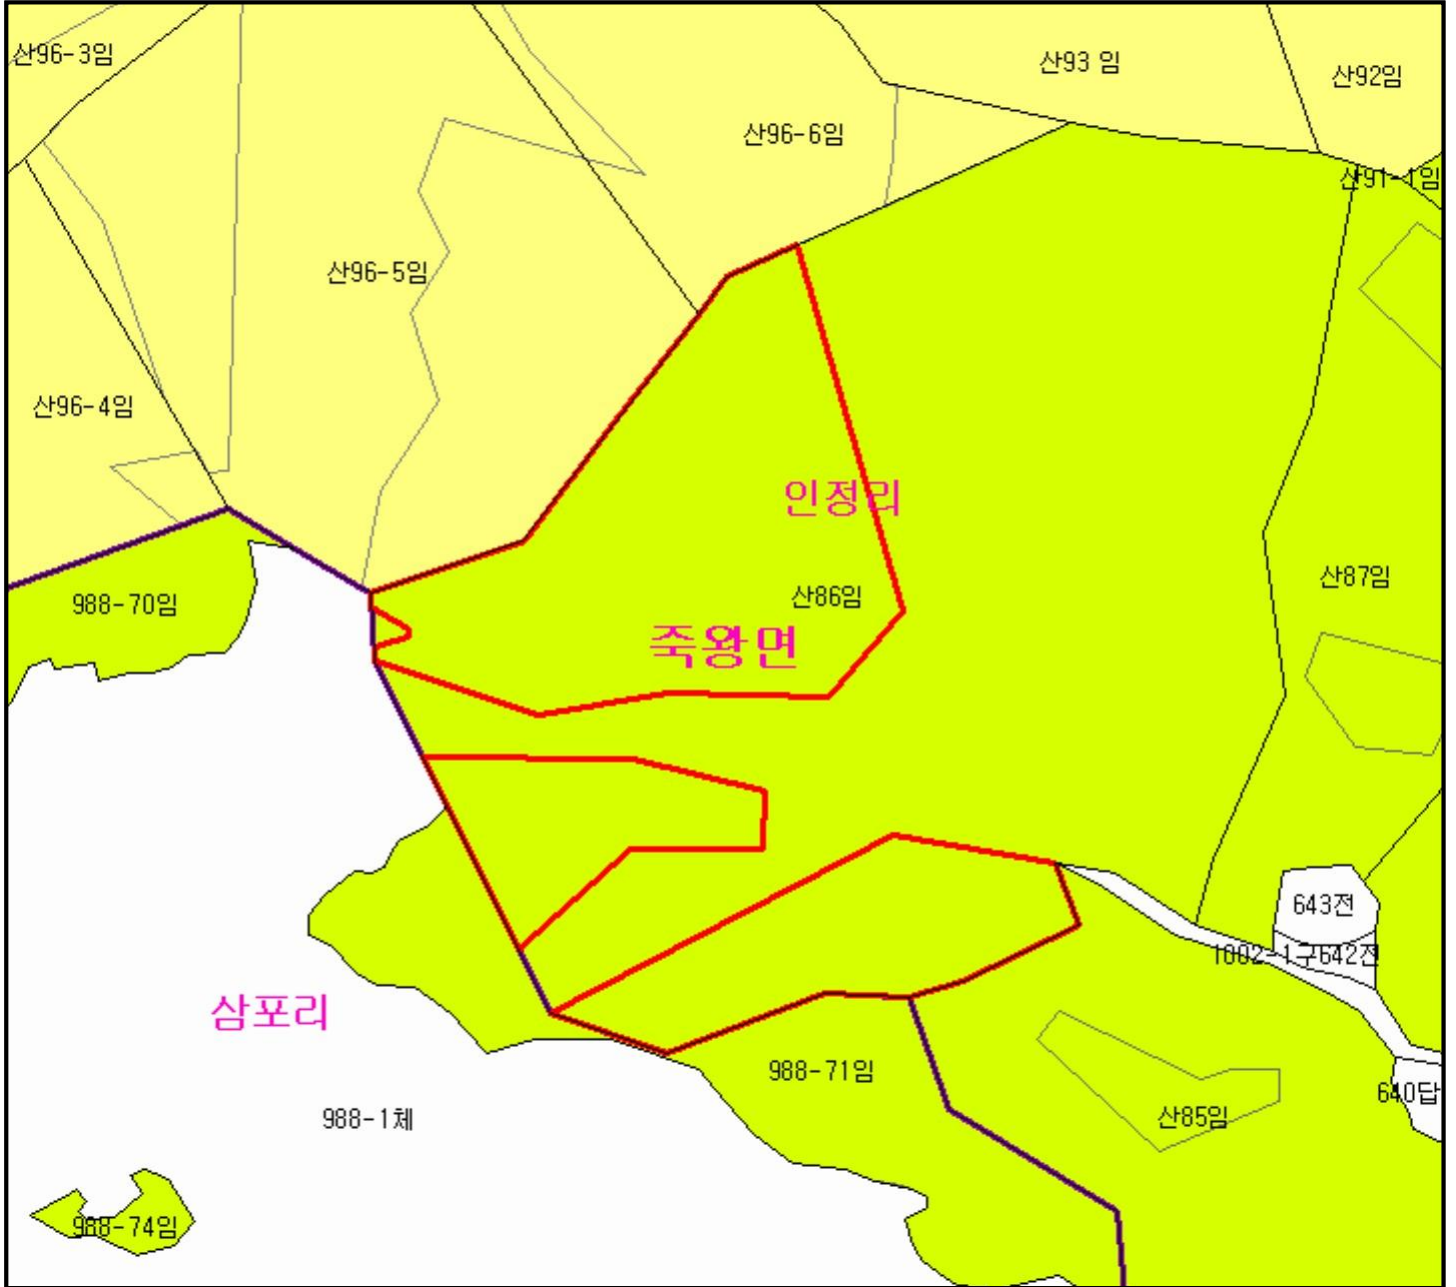 산96-3임
산93 임
산92임
산96-6임
산91-1임
산96-5임
산96-4임
인정리
산87임
산86임
988-70임
죽왕면
643전
1002-1구642전
삼포리
988-71임
640답
988-1체
산85임
988-74임